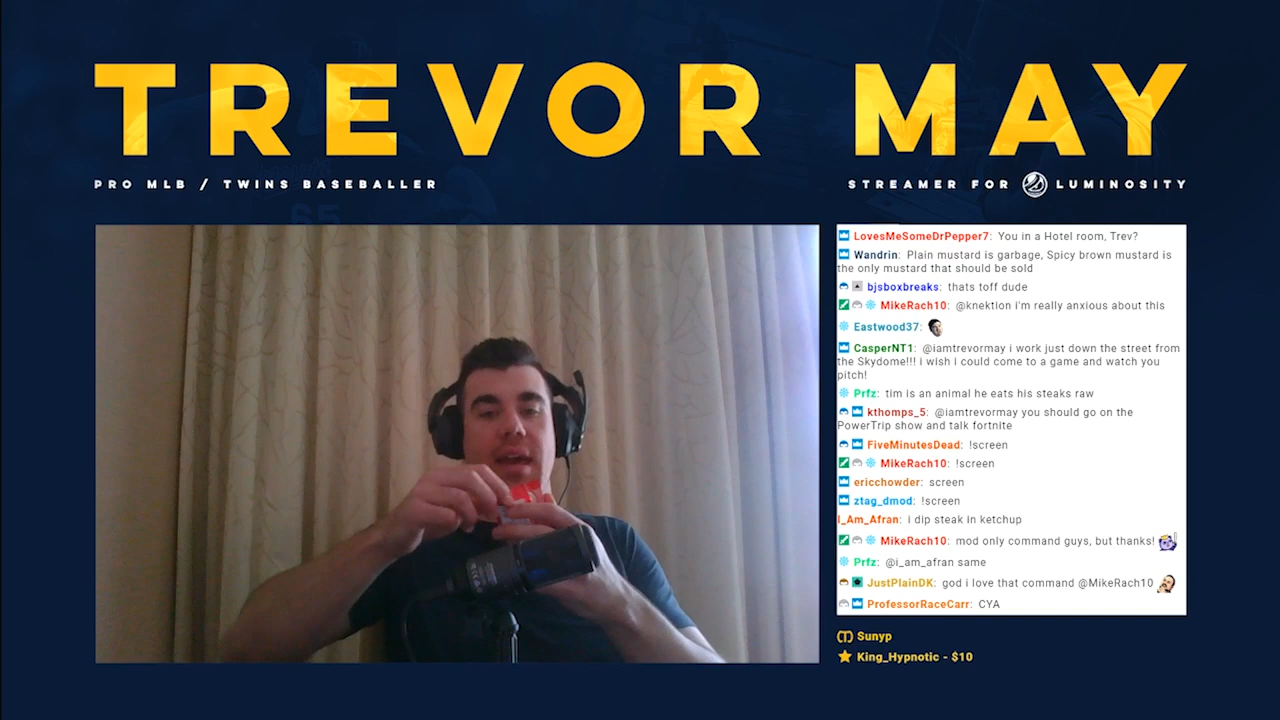 TREVOR MAY
PRO MLB / TWINS BASEBALLER
STREAMER FOR LUMINOSITY
65
LovesMeSomeDrPepper7: You in a Hotel room, Trev?
Wandrin: Plain mustard is garbage, Spicy brown mustard is
the only mustard that should be sold
bjsboxbreaks: thats toff dude
MikeRach10: @knektion i'm really anxious about this
Eastwood37:
CasperNT1: @iamtrevormay i work just down the street from
the Skydome!!! i wish i could come to a game and watch you
pitch!
Prfz: tim is an animal he eats his steaks raw
kthomps_5: @iamtrevormay you should go on the
PowerTrip show and talk fortnite
FiveMinutesDead: !screen
MikeRach10: !screen
ericchowder: screen
ztag_dmod: !screen
I_Am_Afran: i dip steak in ketchup
MikeRach10: mod only command guys, but thanks!
Prfz: @i_am_afran same
JustPlainDK: god i love that command @MikeRach10
ProfessorRaceCarr: CYA
Sunyp
King_Hypnotic - $10